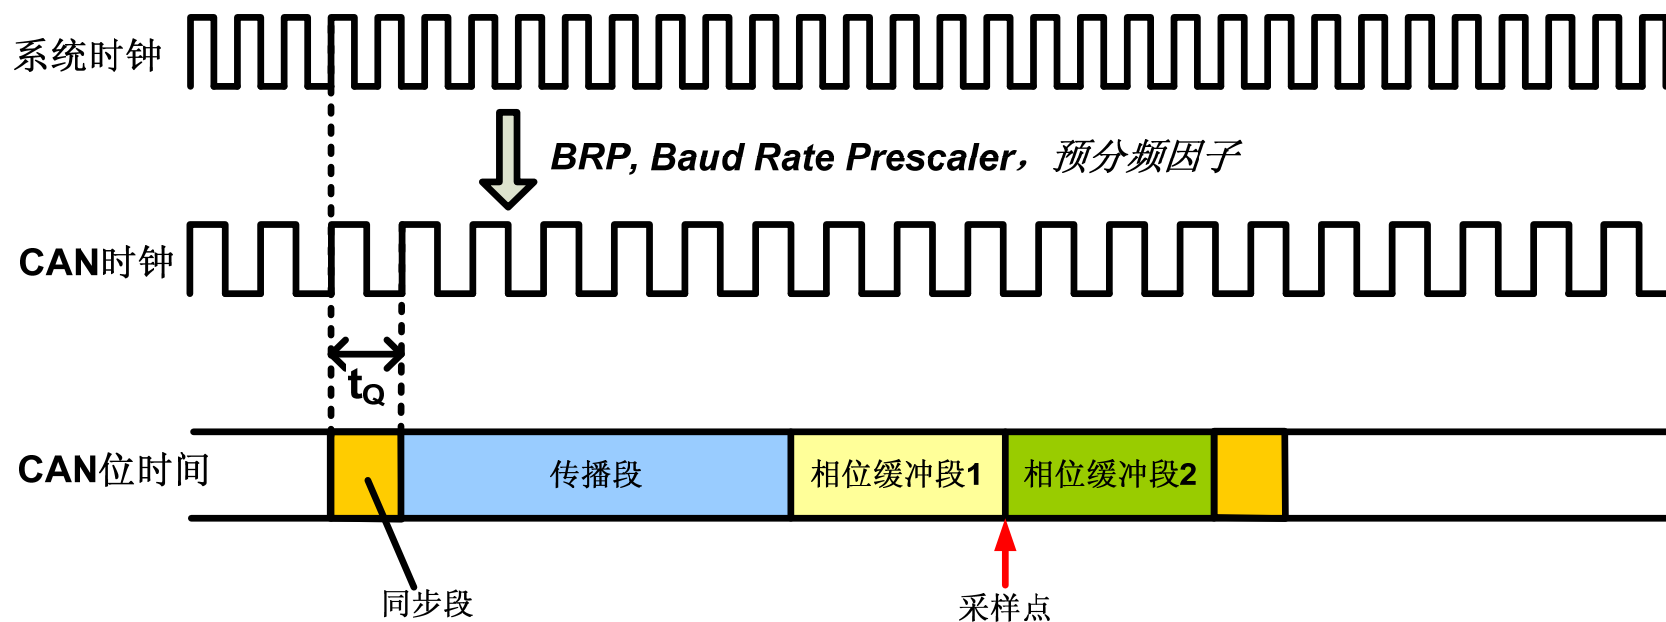 系统时钟
BRP, Baud Rate Prescaler，预分频因子
CAN时钟
tQ
CAN位时间
传播段
相位缓冲段1
相位缓冲段2
同步段
采样点